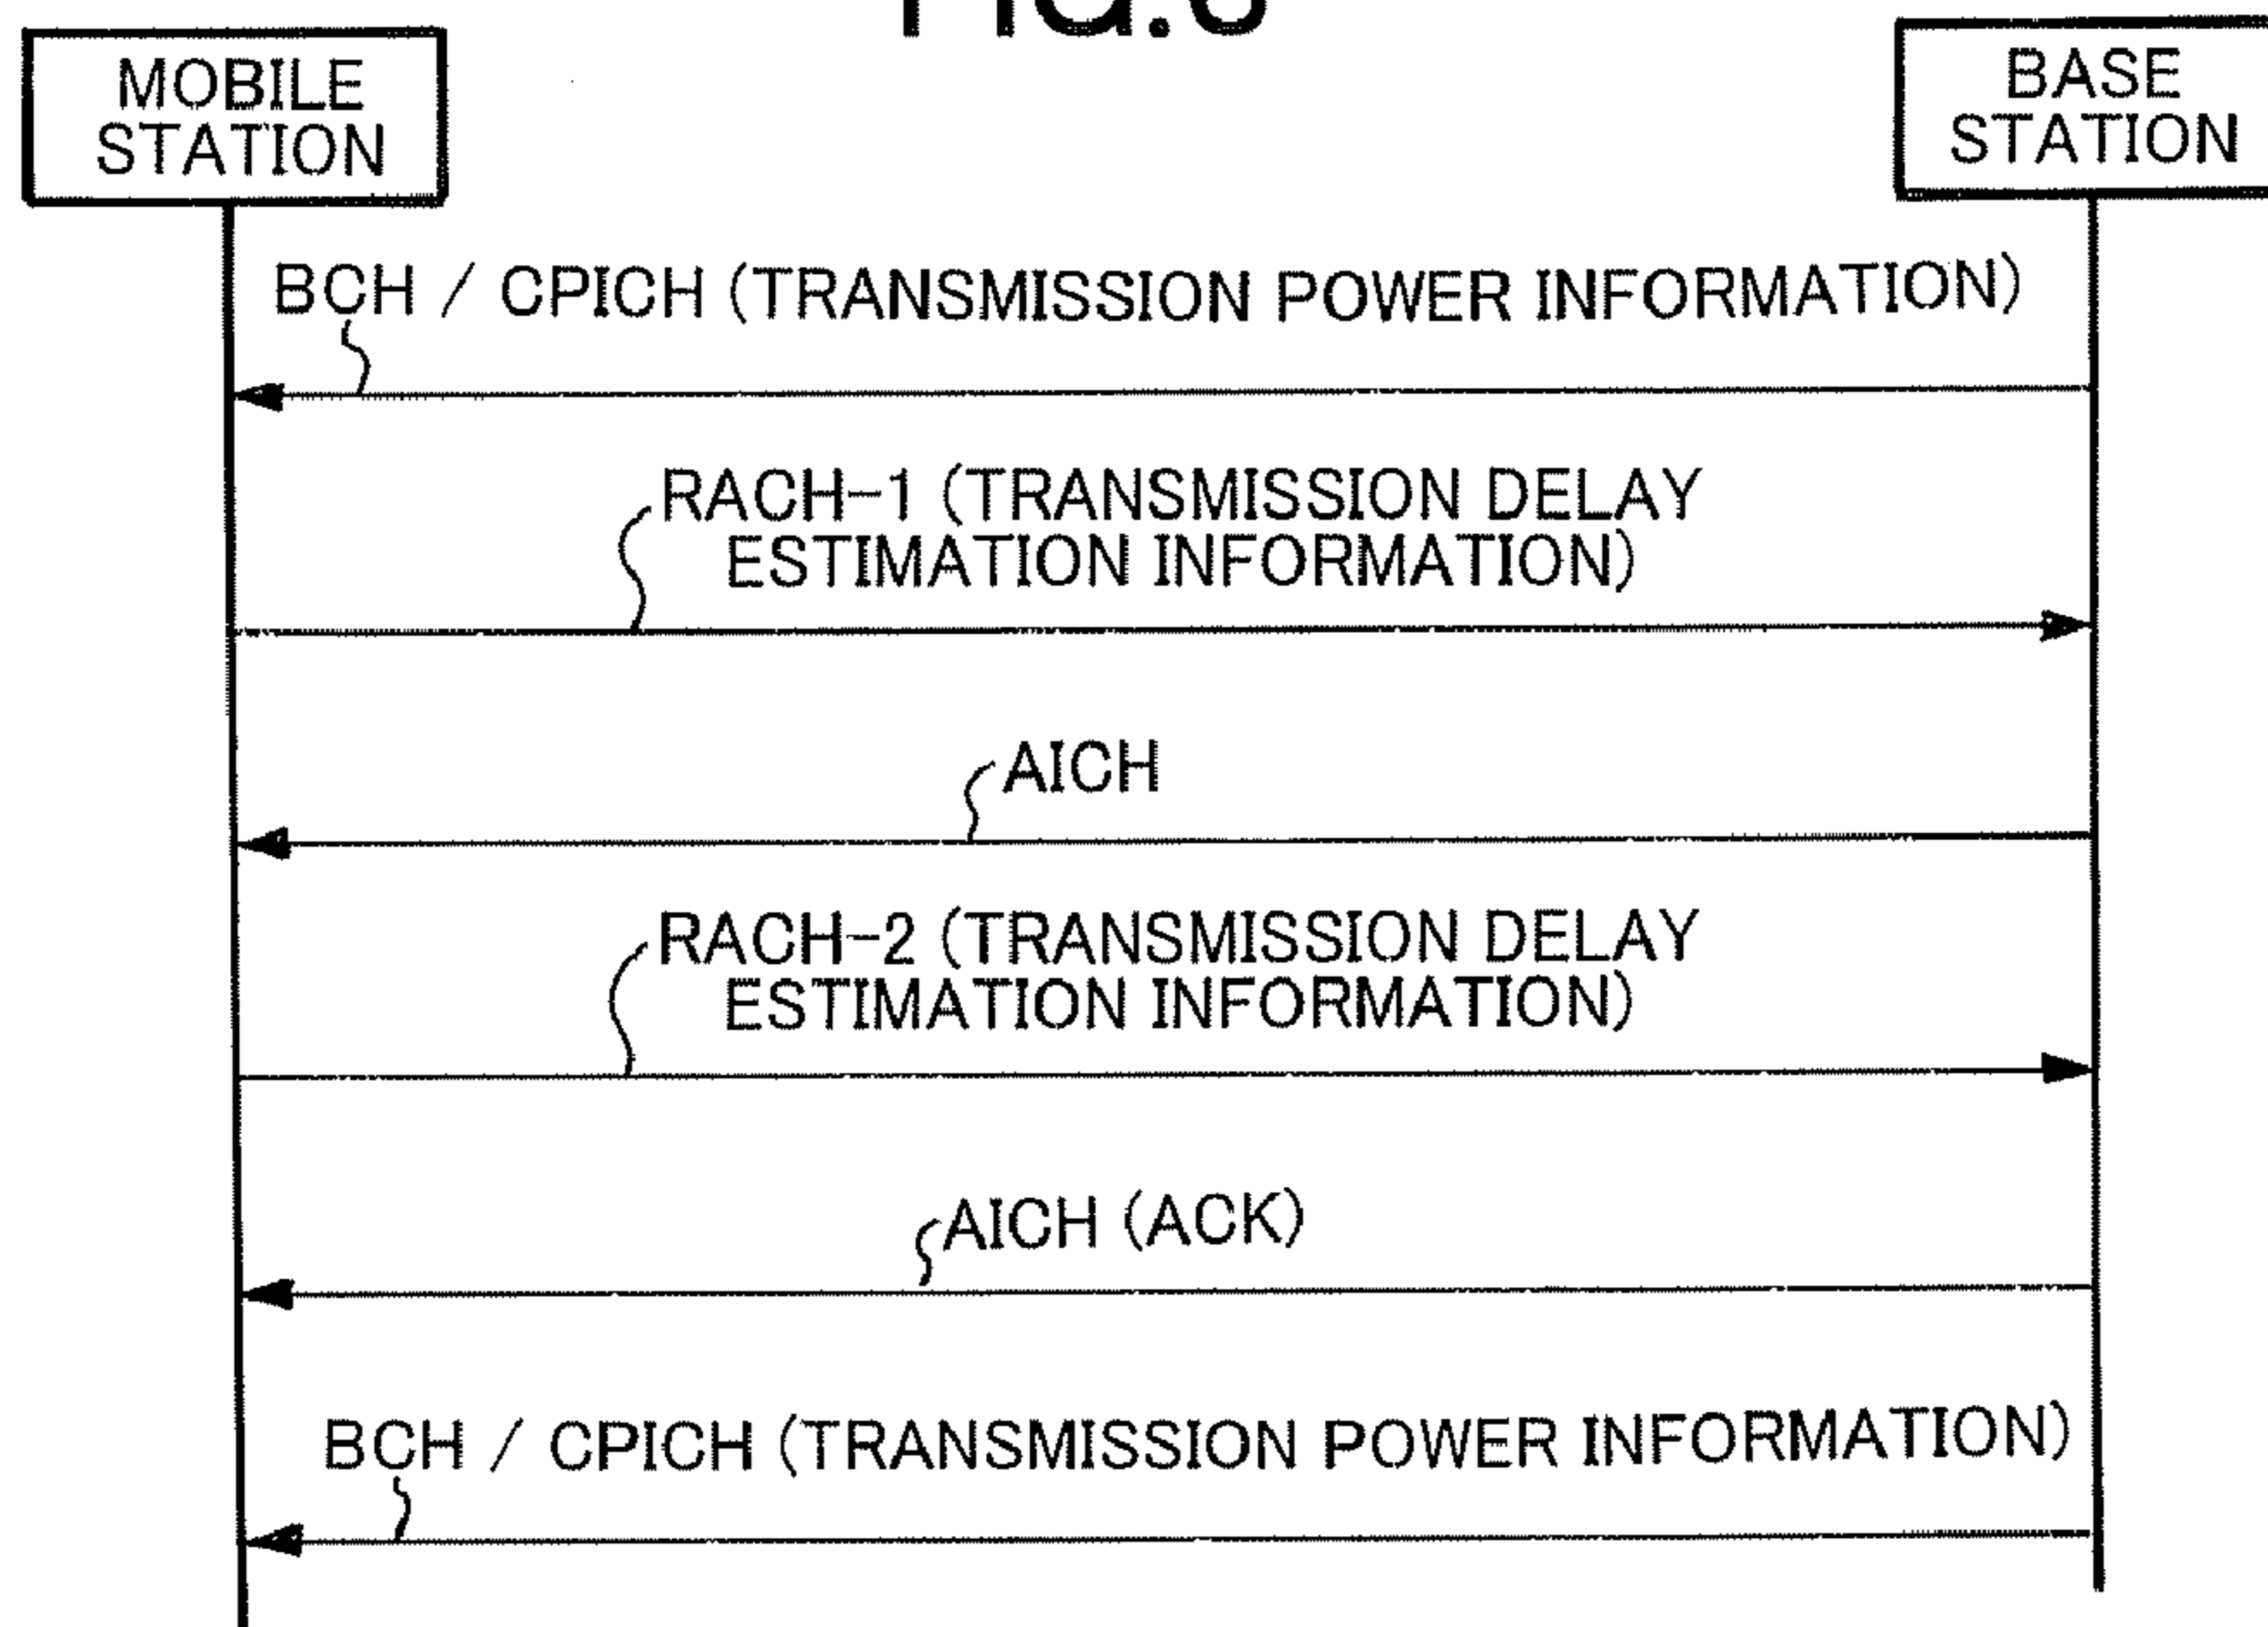 MOBILE
STATION
BASE
STATION
BCH / CPICH (TRANSMISSION POWER INFORMATION)
RACH-1 (TRANSMISSION DELAY
ESTIMATION INFORMATION)
AICH
RACH-2 (TRANSMISSION DELAY
ESTIMATION INFORMATION)
AICH (ACK)
BCH / CPICH (TRANSMISSION POWER INFORMATION)